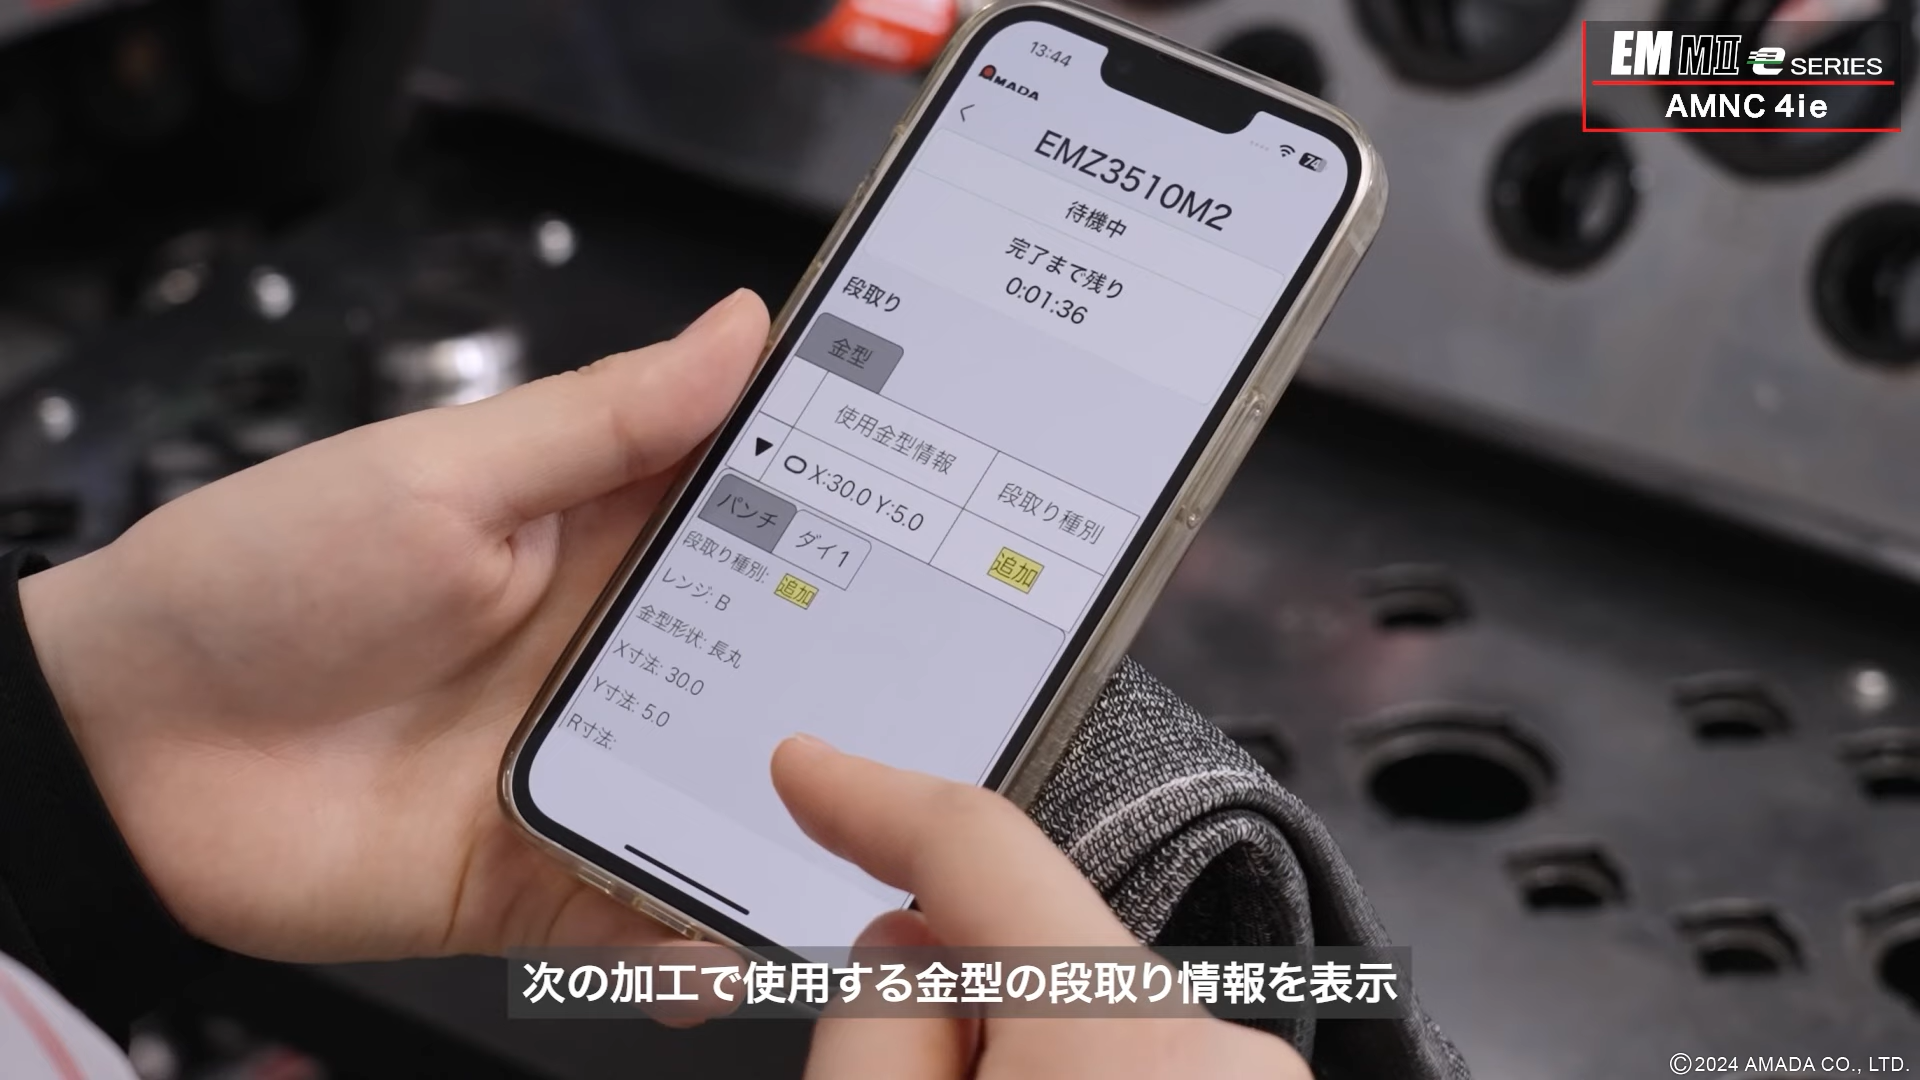 EM MII e SERIES
AMNC 4ie
13:44
AMADA
74
EMZ3510M2
待機中
完了まで残り
0:01:36
段取り
金型
使用金型情報
段取り種別
X:30.0 Y:5.0
追加
パンチ
ダイ1
段取り種別: 追加
レンジ: B
金型形状: 長丸
X寸法: 30.0
Y寸法: 5.0
R寸法:
次の加工で使用する金型の段取り情報を表示
©2024 AMADA CO., LTD.